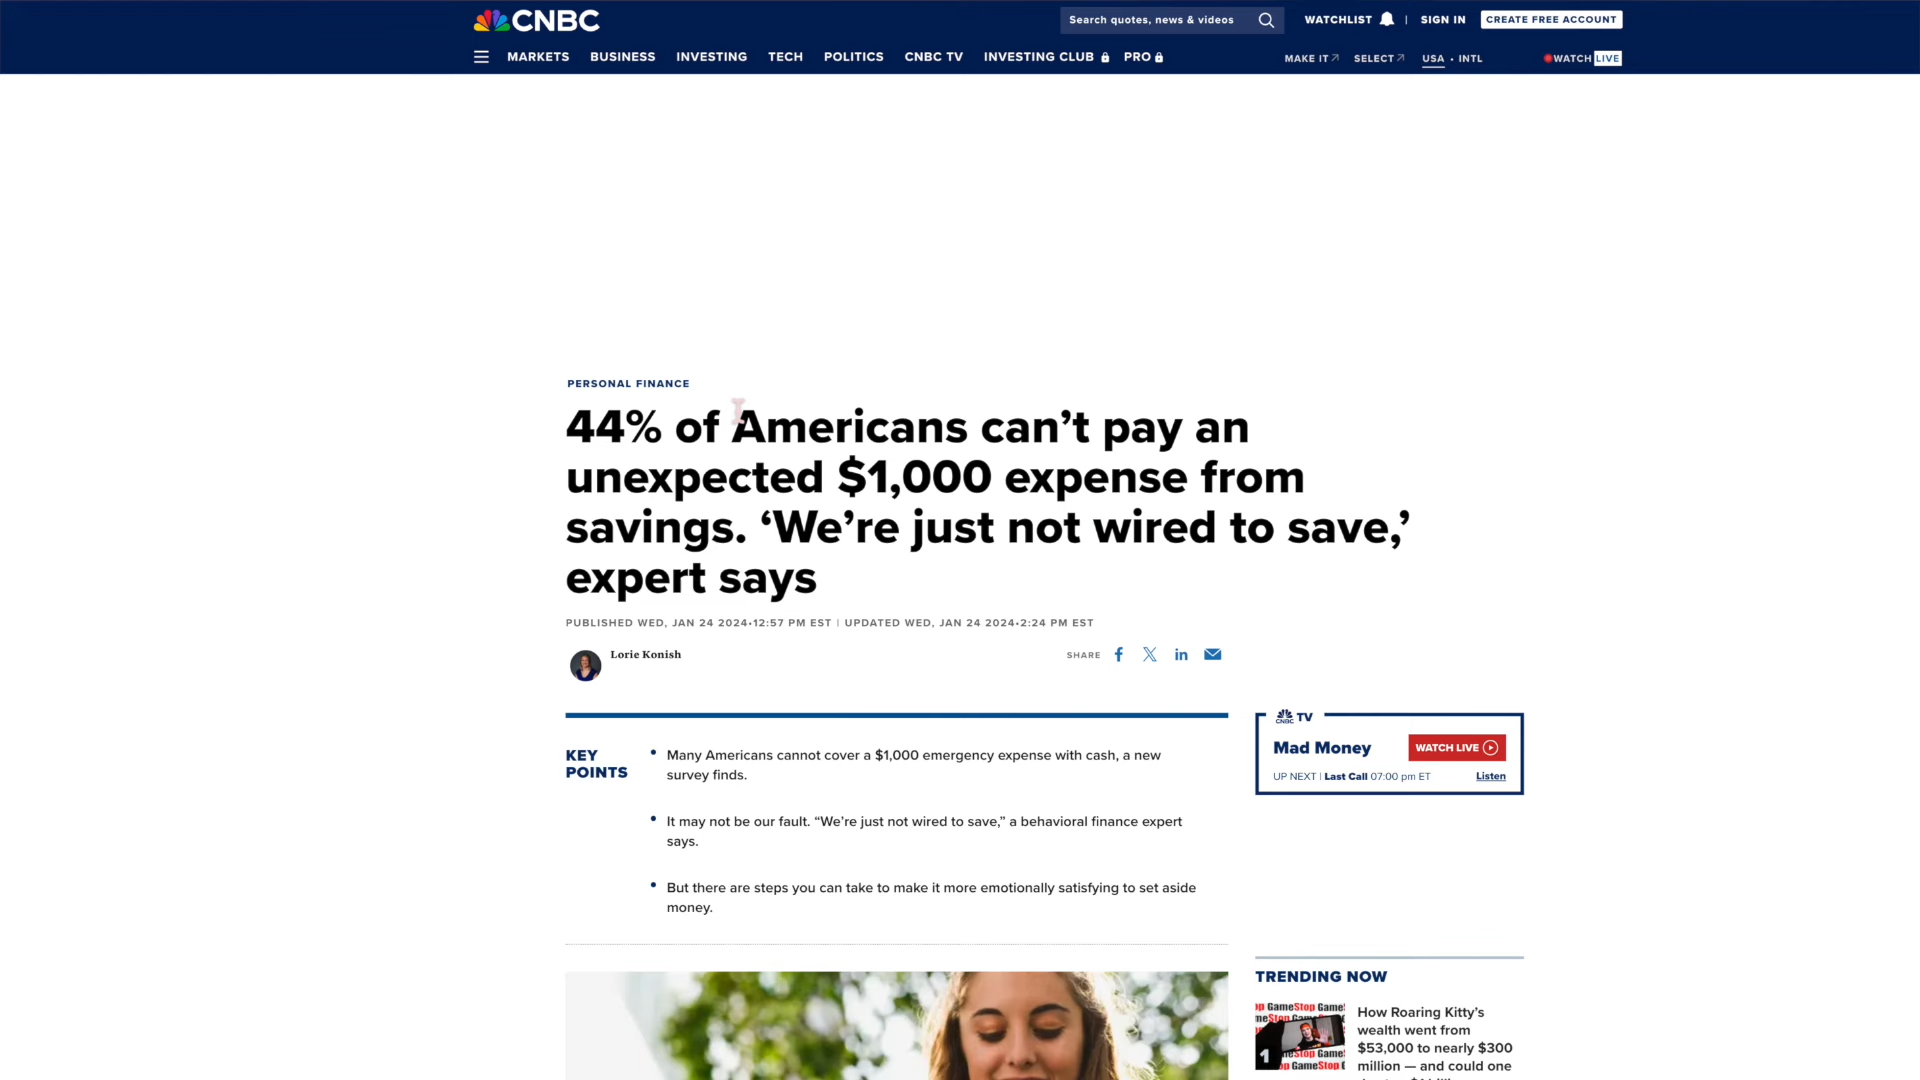 CNBC
Search quotes, news & videos
WATCHLIST | SIGN IN
CREATE FREE ACCOUNT
MARKETS BUSINESS INVESTING TECH POLITICS CNBC TV INVESTING CLUB PRO
MAKE IT SELECT USA • INTL
WATCH LIVE
PERSONAL FINANCE
44% of Americans can’t pay an
unexpected $1,000 expense from
savings. ‘We’re just not wired to save,’
expert says
PUBLISHED WED, JAN 24 2024•12:57 PM EST | UPDATED WED, JAN 24 2024•2:24 PM EST
Lorie Konish
SHARE
KEY
POINTS
• Many Americans cannot cover a $1,000 emergency expense with cash, a new
survey finds.
• It may not be our fault. “We’re just not wired to save,” a behavioral finance expert
says.
• But there are steps you can take to make it more emotionally satisfying to set aside
money.
CNBC TV
Mad Money
WATCH LIVE
UP NEXT | Last Call 07:00 pm ET
Listen
TRENDING NOW
1
How Roaring Kitty’s
wealth went from
$53,000 to nearly $300
million — and could one